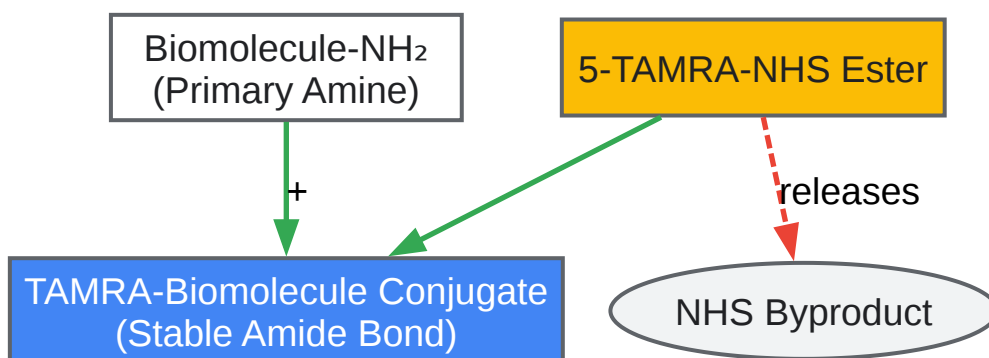 Biomolecule-NH₂
(Primary Amine)
5-TAMRA-NHS Ester
+
releases
TAMRA-Biomolecule Conjugate
(Stable Amide Bond)
NHS Byproduct